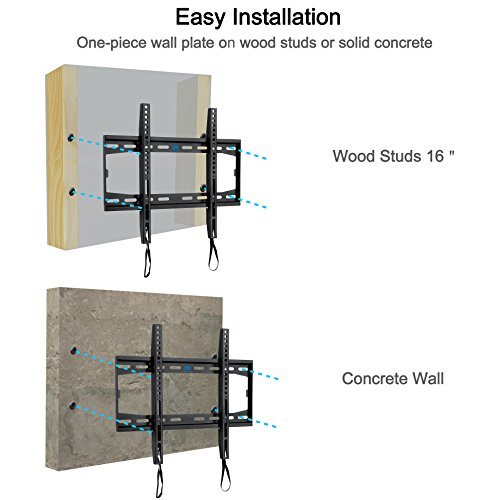 Easy Installation
One-piece wall plate on wood studs or solid concrete
Wood Studs 16 "
Concrete Wall